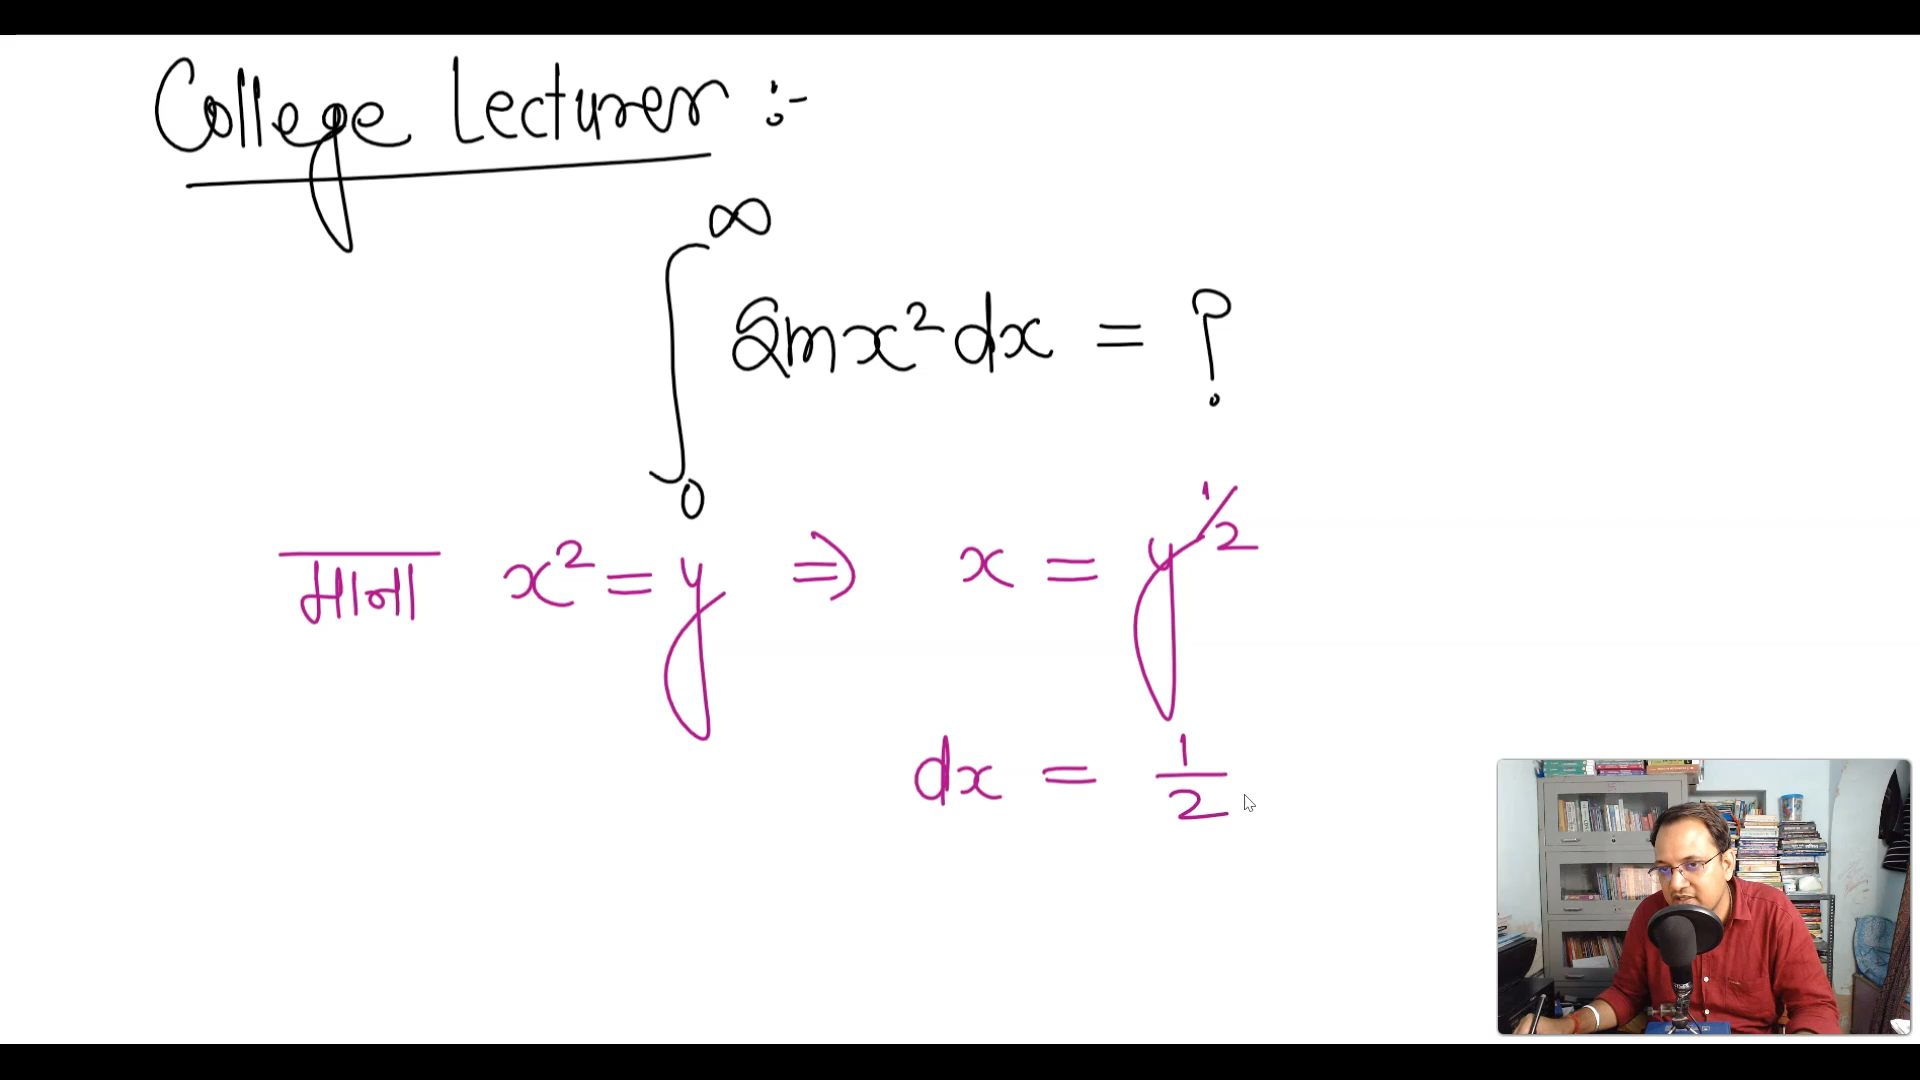 College Lecturer :-
∫₀^∞ Sin x² dx = ?
माना x² = y ⇒ x = y^1/2
dx = 1/2